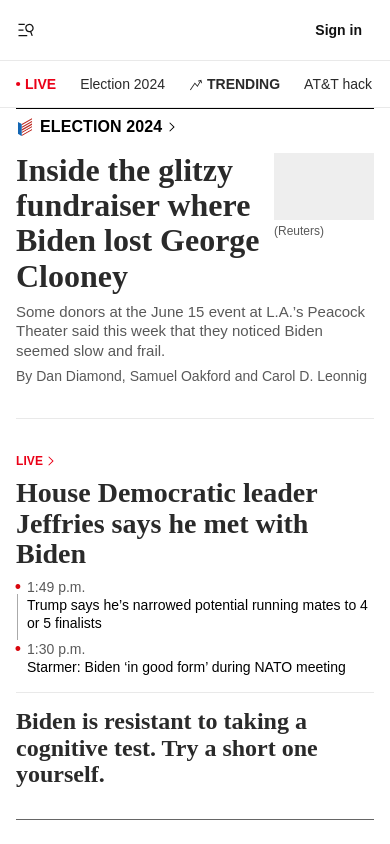 Sign in
LIVE Election 2024 TRENDING AT&T hack
ELECTION 2024
Inside the glitzy
fundraiser where
Biden lost George
Clooney
(Reuters)
Some donors at the June 15 event at L.A.’s Peacock
Theater said this week that they noticed Biden
seemed slow and frail.
By Dan Diamond, Samuel Oakford and Carol D. Leonnig
LIVE
House Democratic leader
Jeffries says he met with
Biden
1:49 p.m.
Trump says he’s narrowed potential running mates to 4
or 5 finalists
1:30 p.m.
Starmer: Biden ‘in good form’ during NATO meeting
Biden is resistant to taking a
cognitive test. Try a short one
yourself.